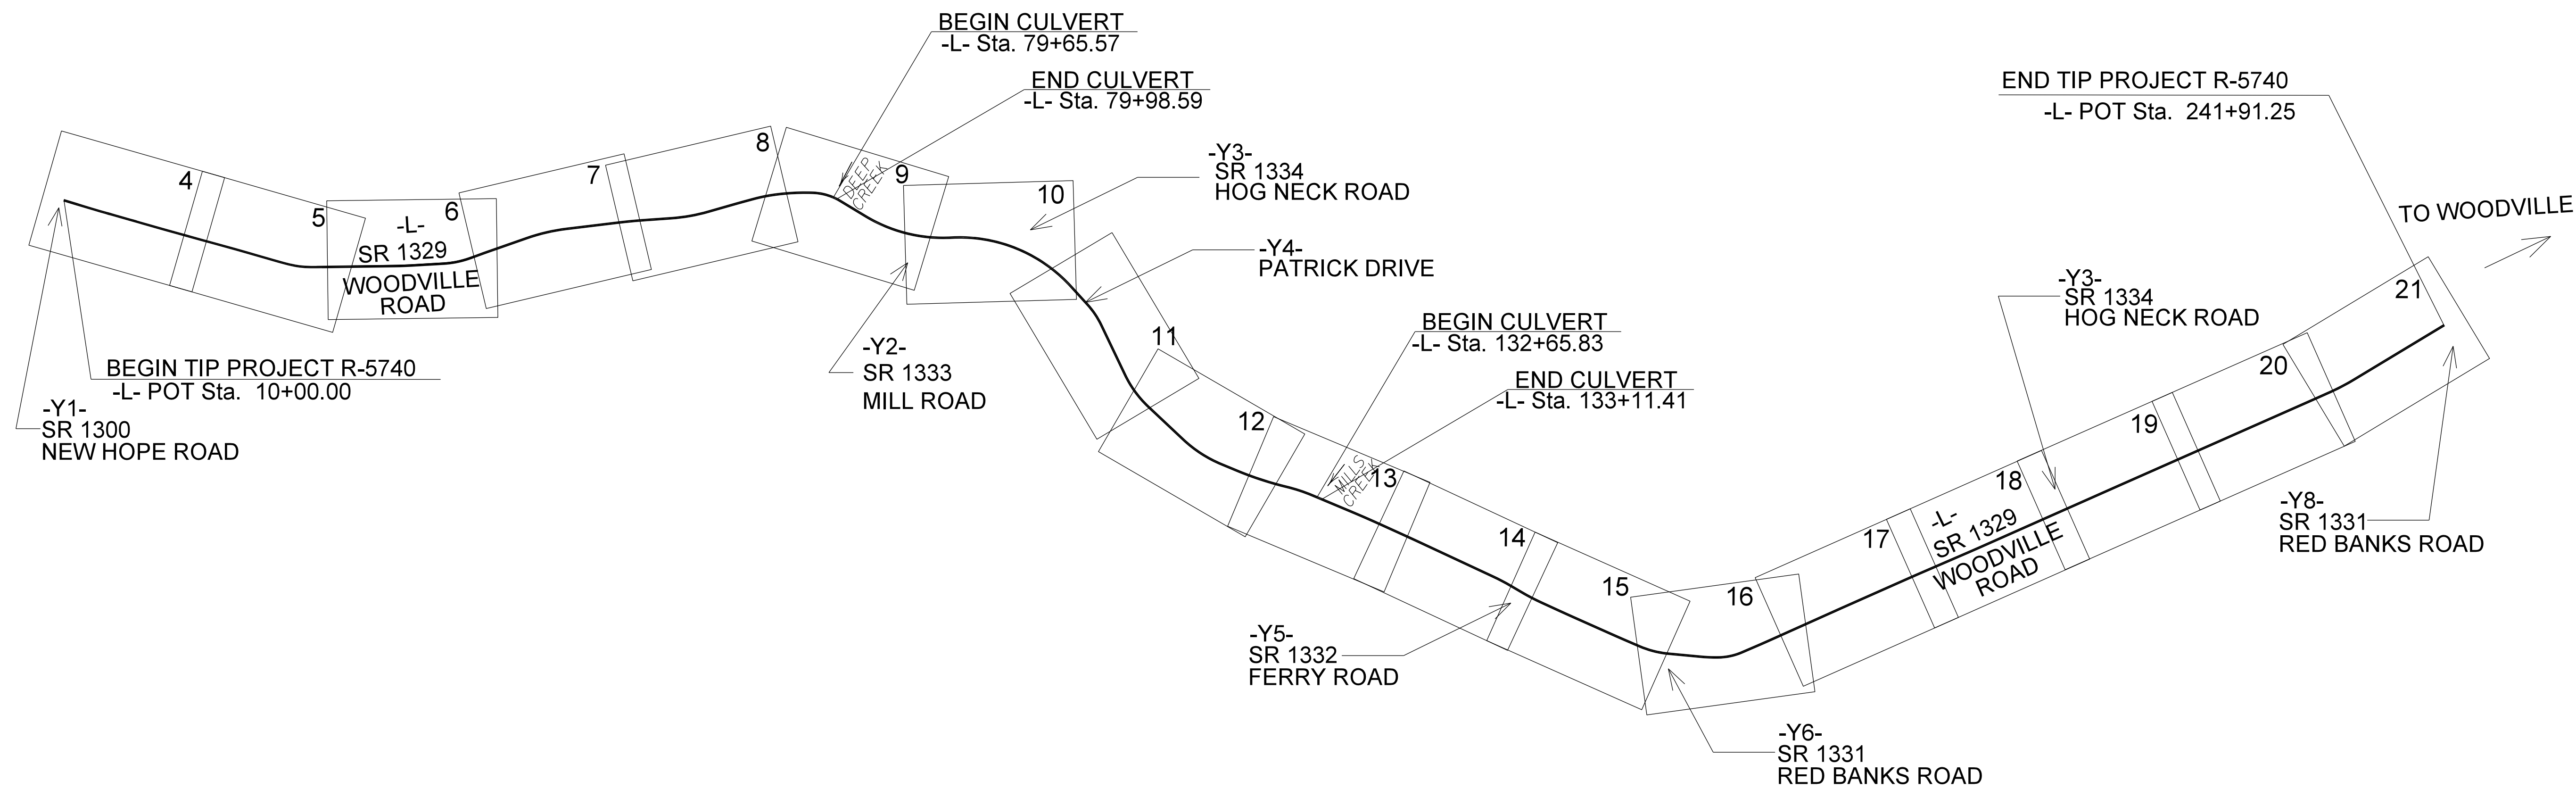 BEGIN CULVERT
-L- Sta. 79+65.57
END CULVERT
-L- Sta. 79+98.59
END TIP PROJECT R-5740
-L- POT Sta. 241+91.25
TO WOODVILLE
4
5
6
7
8
9
10
DEEP
CREEK
-L-
SR 1329
WOODVILLE
ROAD
-Y3-
SR 1334
HOG NECK ROAD
-Y4-
PATRICK DRIVE
BEGIN TIP PROJECT R-5740
-L- POT Sta. 10+00.00
-Y1-
SR 1300
NEW HOPE ROAD
-Y2-
SR 1333
MILL ROAD
11
12
BEGIN CULVERT
-L- Sta. 132+65.83
END CULVERT
-L- Sta. 133+11.41
MILLS
CREEK
13
14
15
16
17
18
19
20
21
-Y3-
SR 1334
HOG NECK ROAD
-L-
SR 1329
WOODVILLE
ROAD
-Y8-
SR 1331
RED BANKS ROAD
-Y5-
SR 1332
FERRY ROAD
-Y6-
SR 1331
RED BANKS ROAD